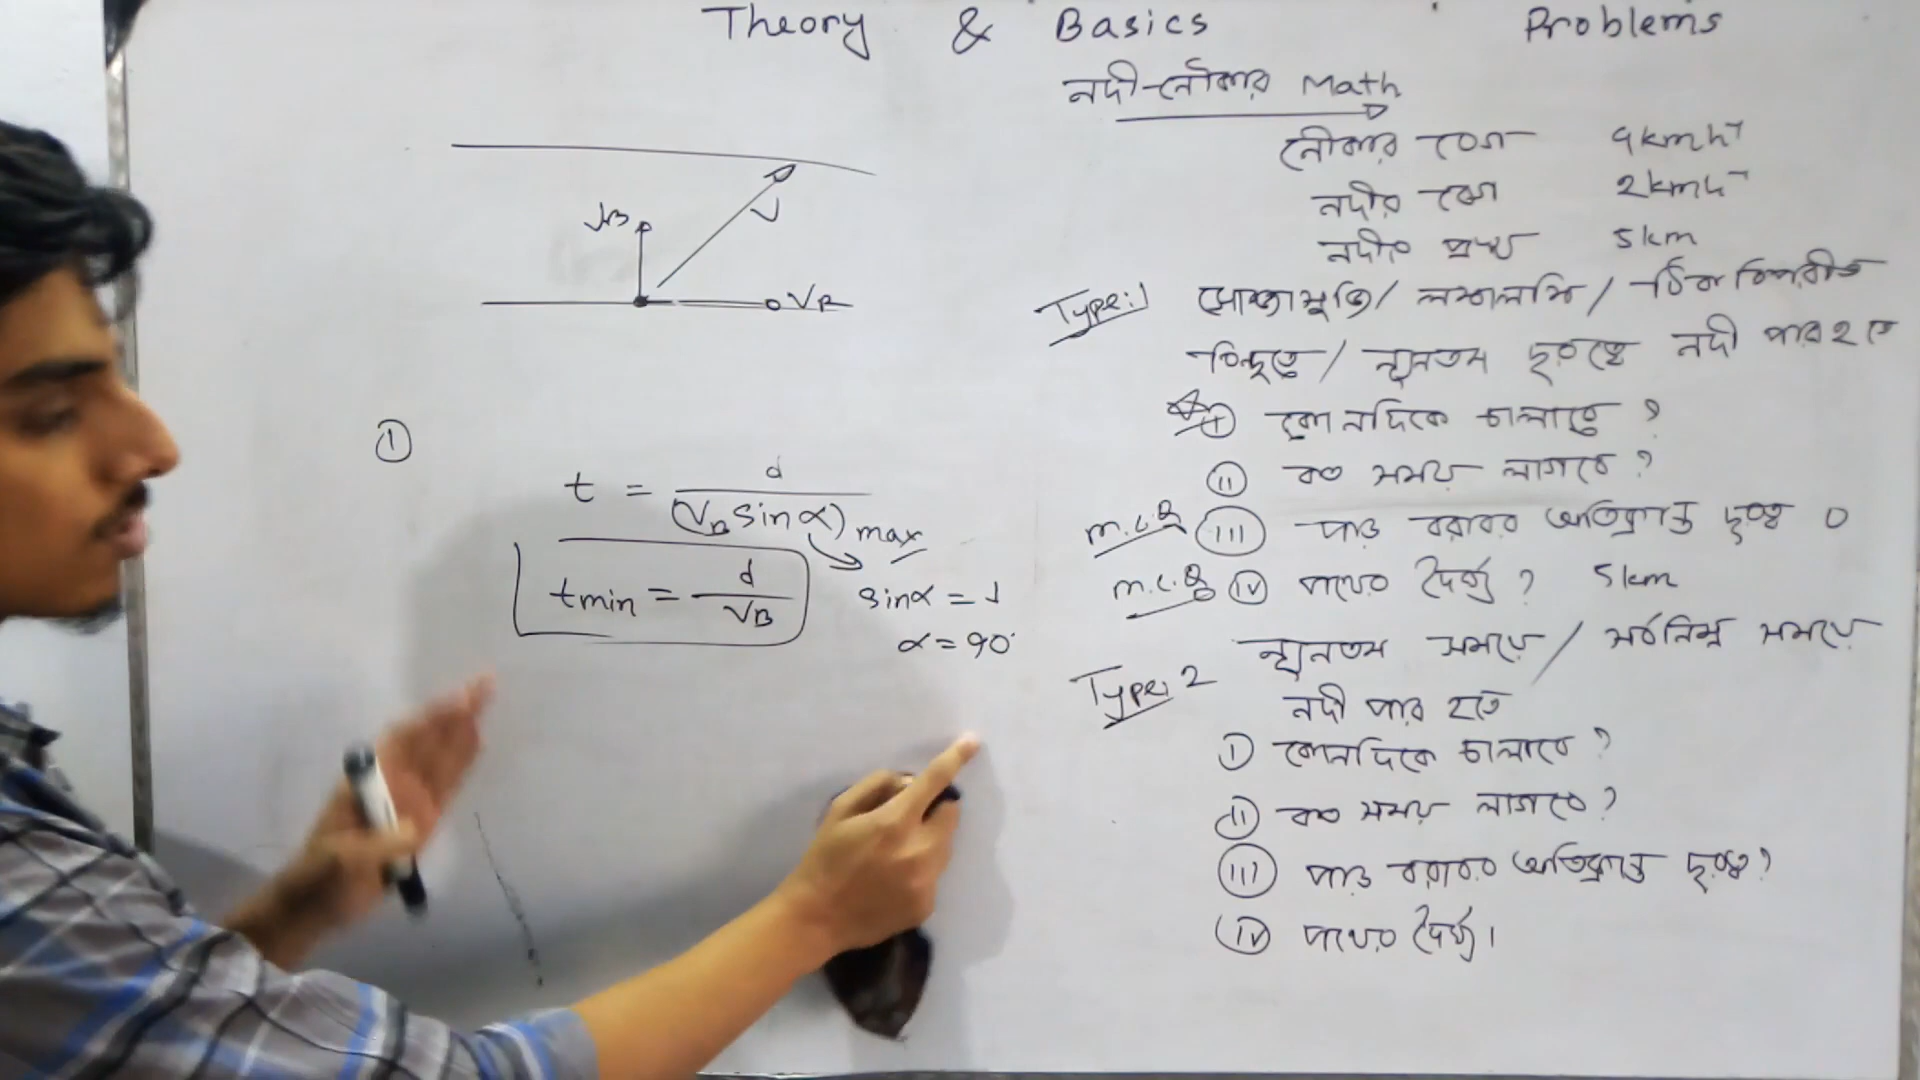 Theory & Basics Problems
নদী-নৌকার Math
নৌকার বেগ 4kmh⁻¹
নদীর বেগ 2kmh⁻¹
নদীর প্রস্থ 5km
Type:1 সোজাসুজি/ লম্বালম্বি/ ঠিক বিপরীত
বিন্দুতে/ ন্যূনতম দূরত্বে নদী পার হতে
i কোনদিকে চালাতে?
ii কত সময় লাগবে?
m.c.Q iii পাড় বরাবর অতিক্রান্ত দূরত্ব 0
m.c.Q iv পথের দৈর্ঘ্য? 5km
Type: 2 ন্যূনতম সময়ে/ সর্বনিম্ন সময়ে
নদী পার হতে
i কোনদিকে চালাবে?
ii কত সময় লাগবে?
iii পাড় বরাবর অতিক্রান্ত দূরত্ব?
iv পথের দৈর্ঘ্য।
VB
V
VR
1
t = d / (VB sinα)max
tmin = d / VB
sinα = 1
α = 90°